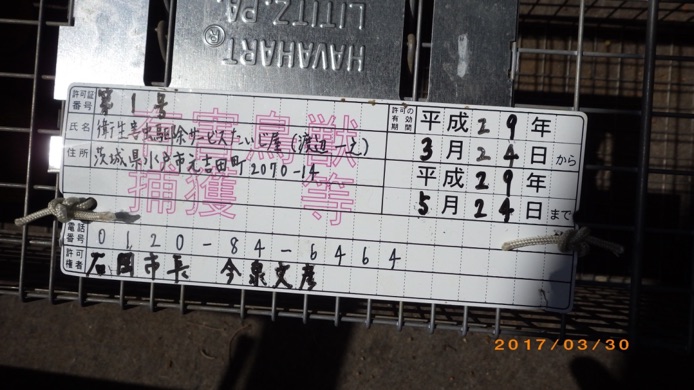 HAVAHART®
LITITZ, PA.
有害鳥獣
捕獲等
許可証番号 第1号
氏名 衛生害虫駆除サービスたいじ屋(渡辺一之)
住所 茨城県水戸市元吉田町2070-14
許可の有効期間
平成29年
3月24日から
平成29年
5月24日まで
電話番号 0120-84-6464
許可権者 石岡市長 今泉文彦
2017/03/30